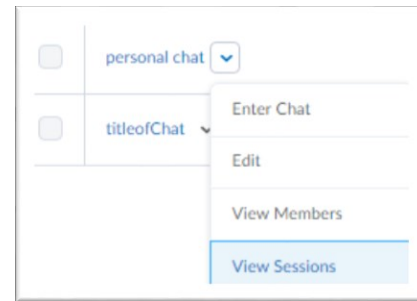 personal chat
Enter Chat
titleofChat
Edit
View Members
View Sessions